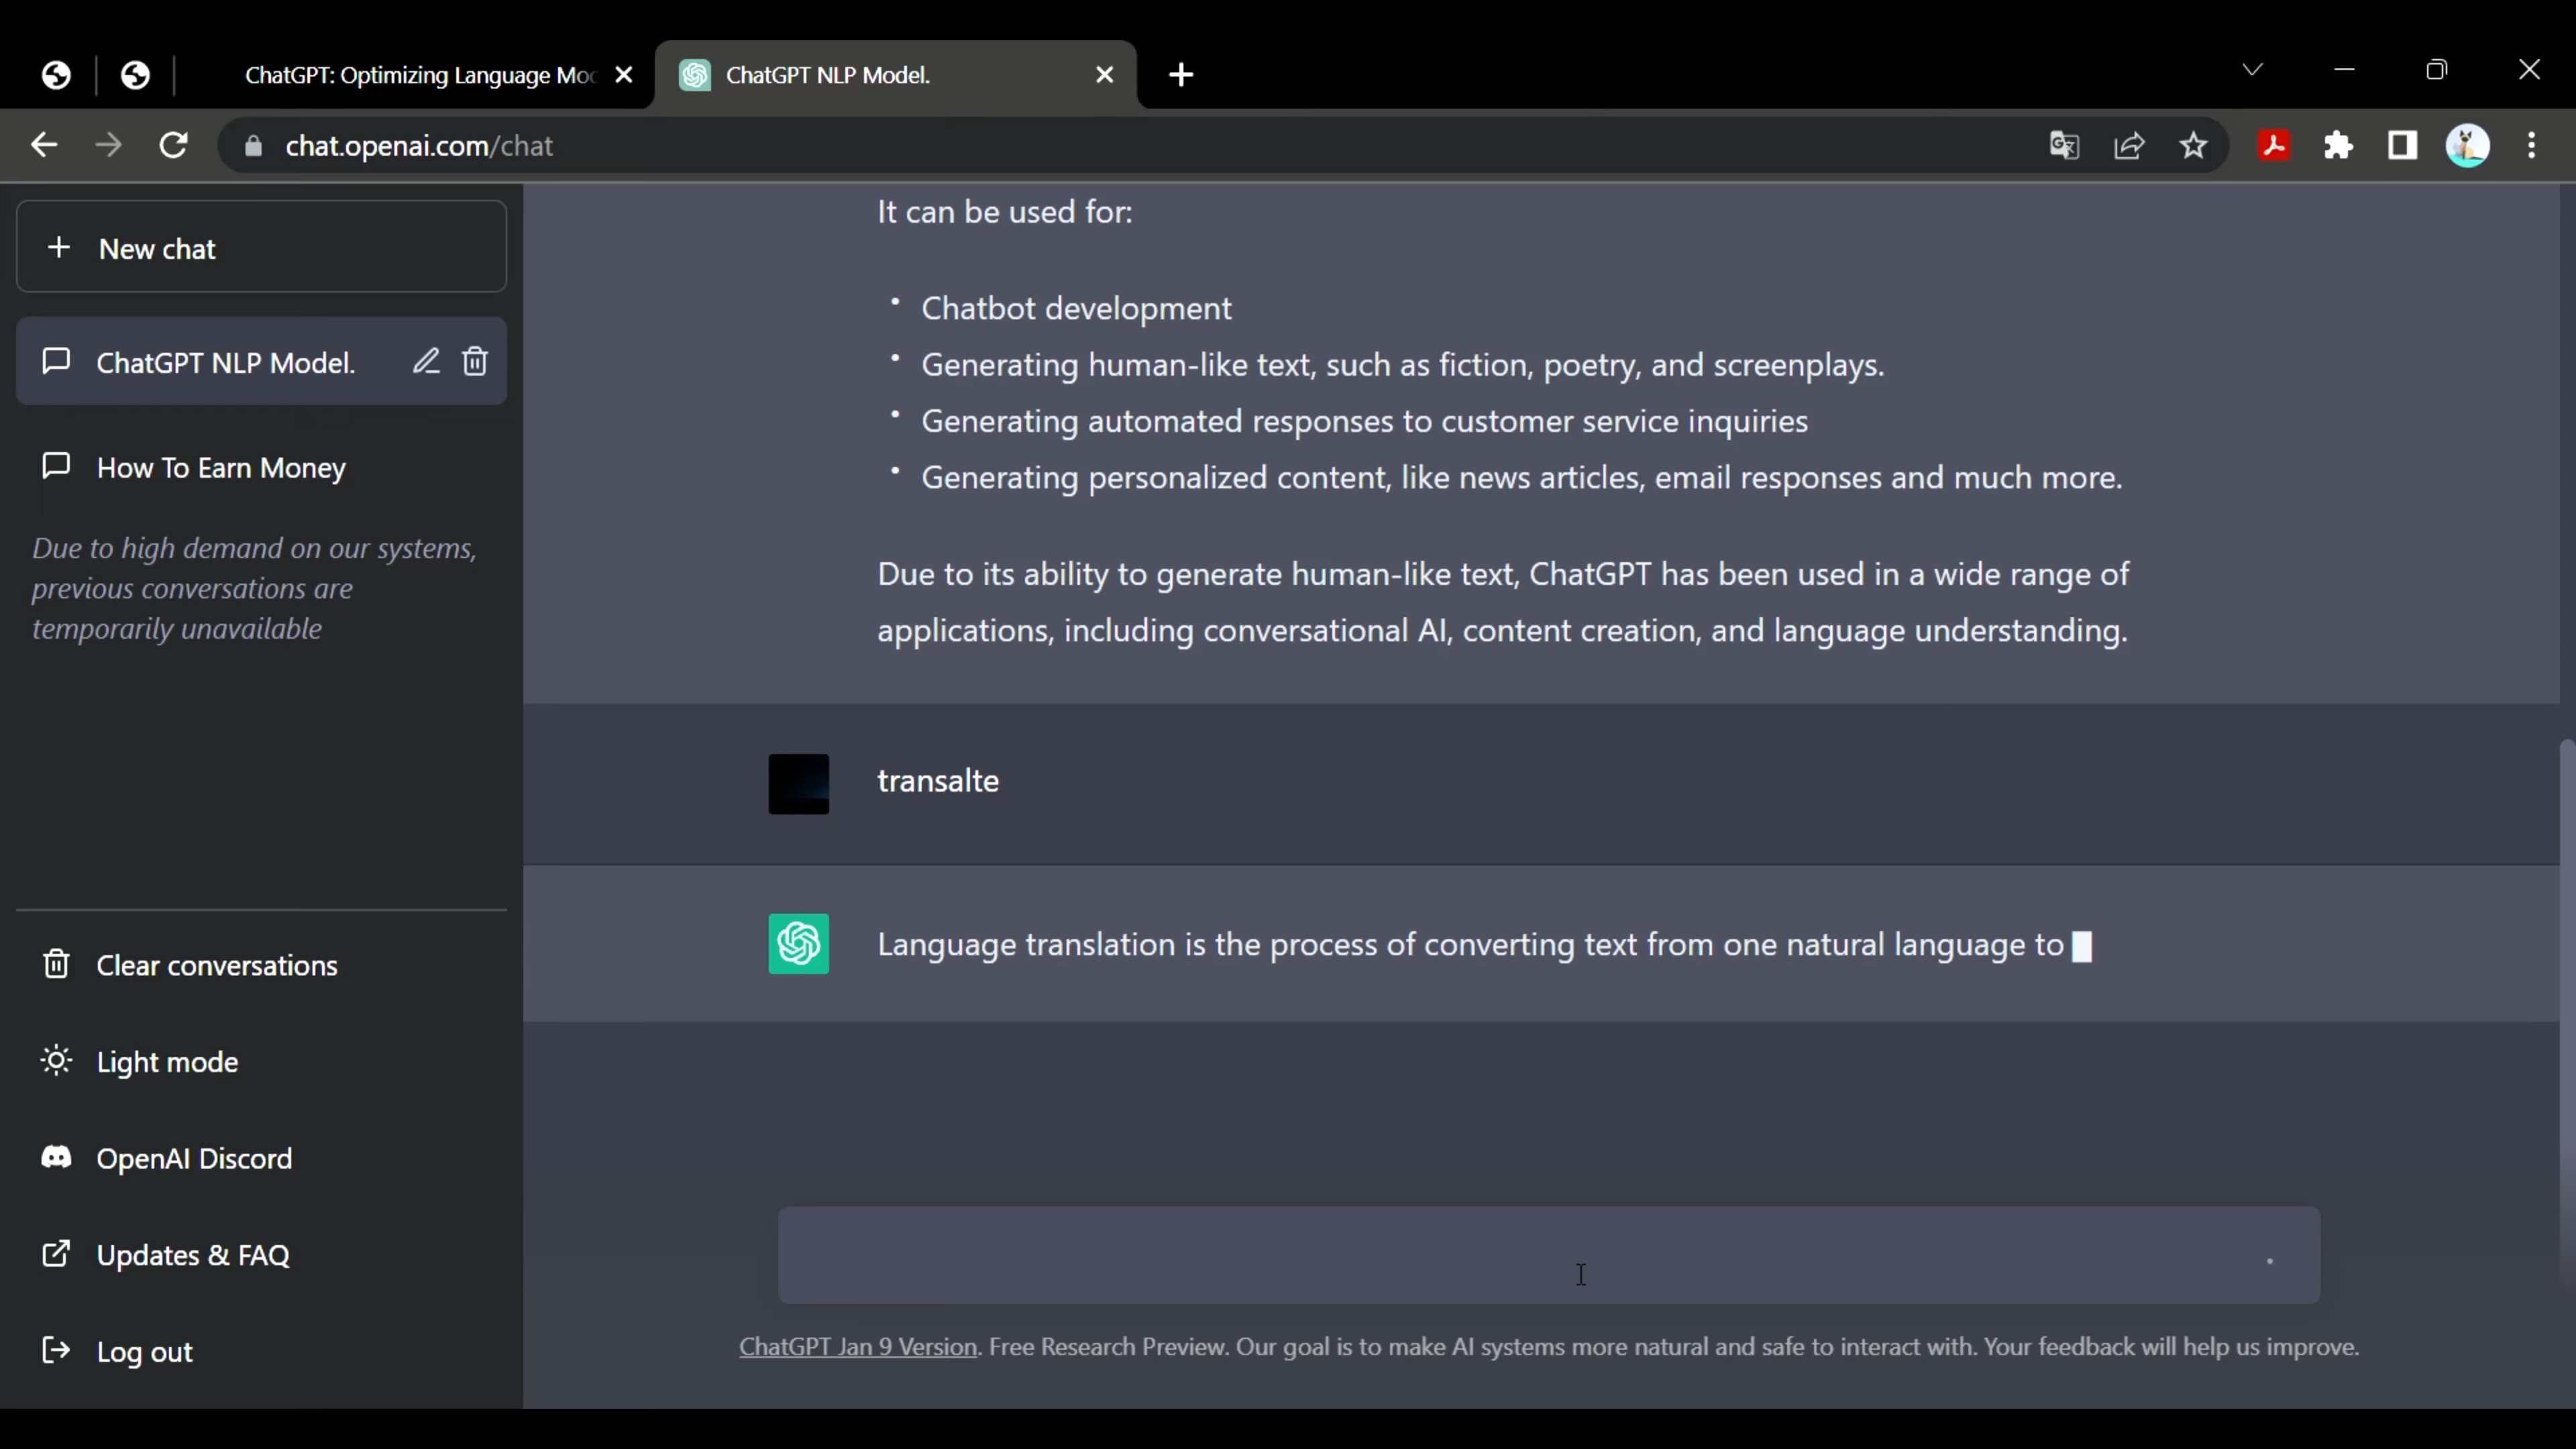 ChatGPT: Optimizing Language Mod
ChatGPT NLP Model.
chat.openai.com/chat
New chat
ChatGPT NLP Model.
How To Earn Money
Due to high demand on our systems,
previous conversations are
temporarily unavailable
Clear conversations
Light mode
OpenAI Discord
Updates & FAQ
Log out
It can be used for:
• Chatbot development
• Generating human-like text, such as fiction, poetry, and screenplays.
• Generating automated responses to customer service inquiries
• Generating personalized content, like news articles, email responses and much more.
Due to its ability to generate human-like text, ChatGPT has been used in a wide range of
applications, including conversational AI, content creation, and language understanding.
transalte
Language translation is the process of converting text from one natural language to
ChatGPT Jan 9 Version. Free Research Preview. Our goal is to make AI systems more natural and safe to interact with. Your feedback will help us improve.